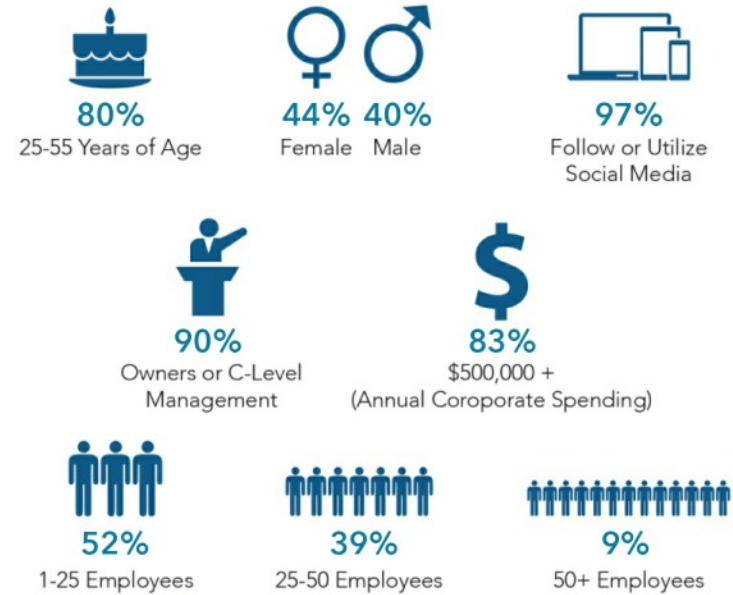 80%
25-55 Years of Age
44% 40%
Female Male
97%
Follow or Utilize
Social Media
90%
Owners or C-Level
Management
83%
$500,000 +
(Annual Coroporate Spending)
52%
1-25 Employees
39%
25-50 Employees
9%
50+ Employees